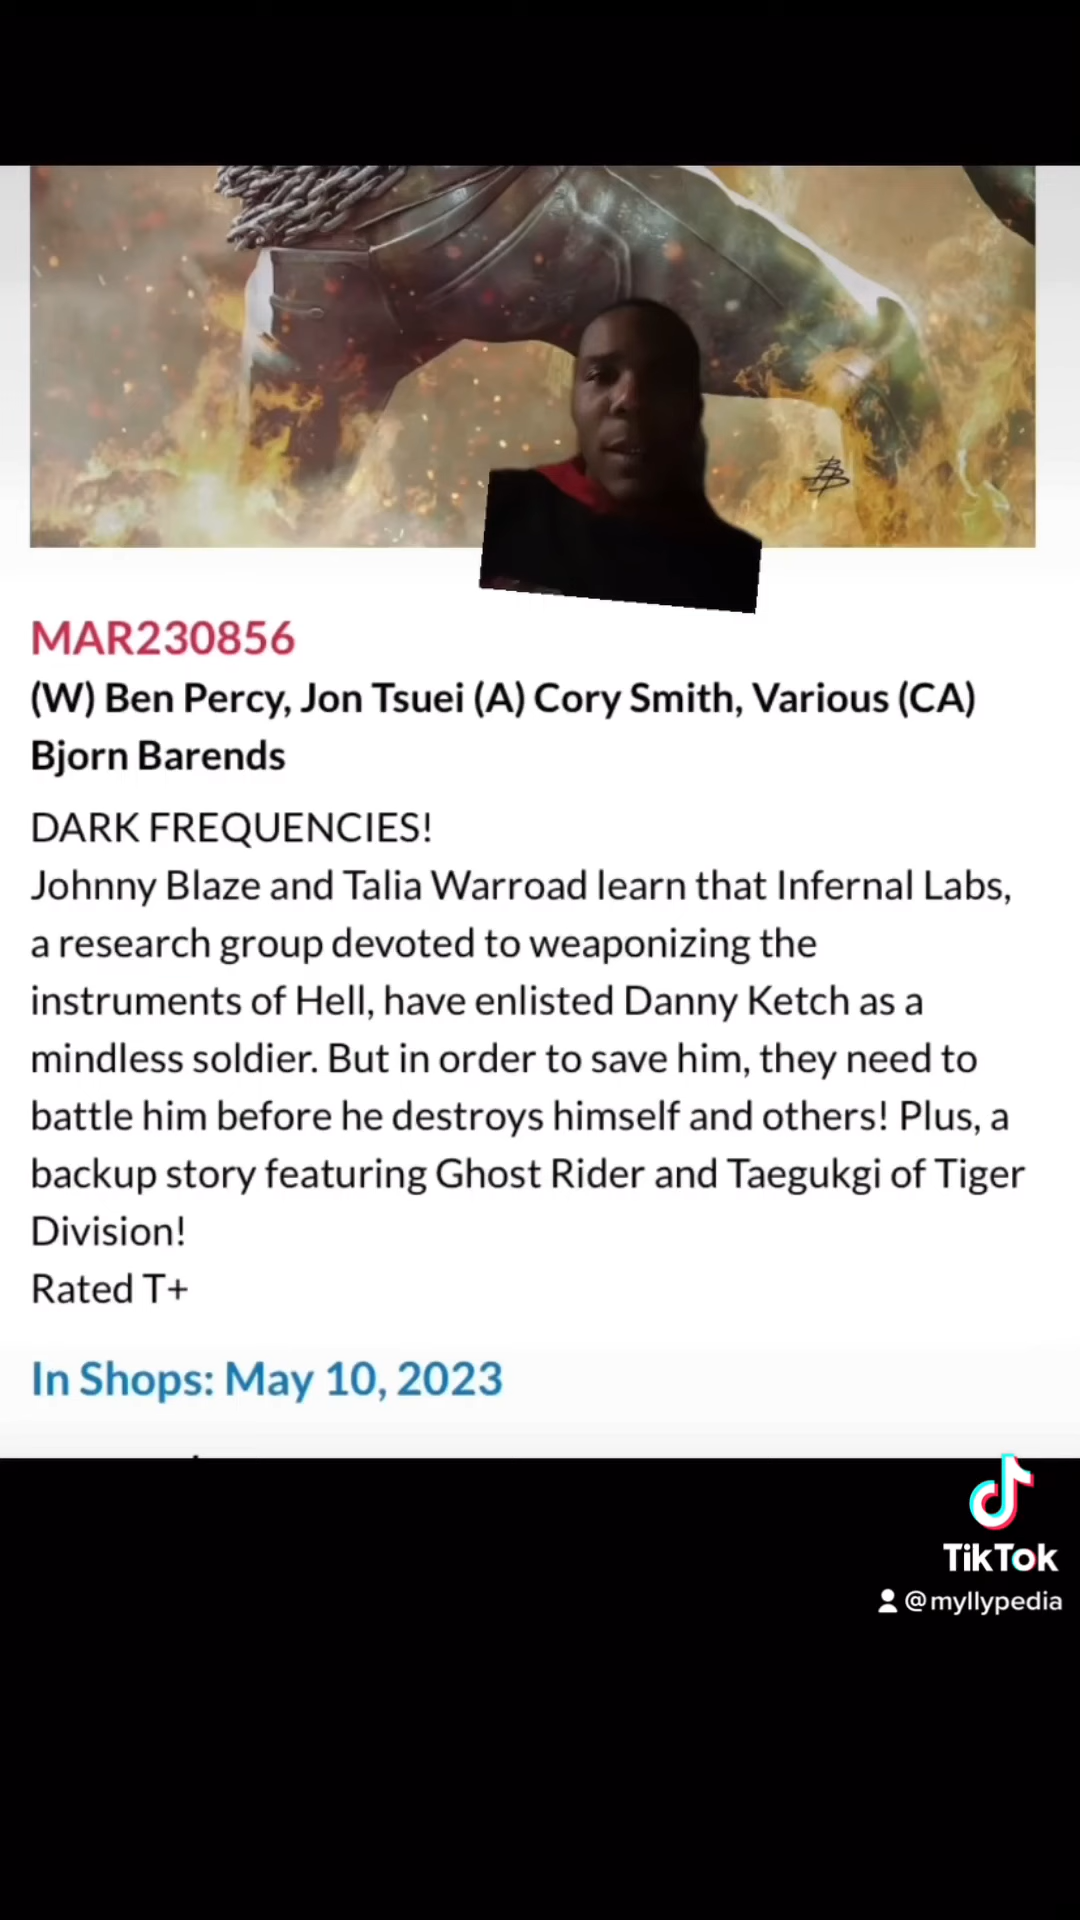 MAR230856
(W) Ben Percy, Jon Tsuei (A) Cory Smith, Various (CA)
Bjorn Barends
DARK FREQUENCIES!
Johnny Blaze and Talia Warroad learn that Infernal Labs,
a research group devoted to weaponizing the
instruments of Hell, have enlisted Danny Ketch as a
mindless soldier. But in order to save him, they need to
battle him before he destroys himself and others! Plus, a
backup story featuring Ghost Rider and Taegukgi of Tiger
Division!
Rated T+
In Shops: May 10, 2023
TikTok
@myllypedia